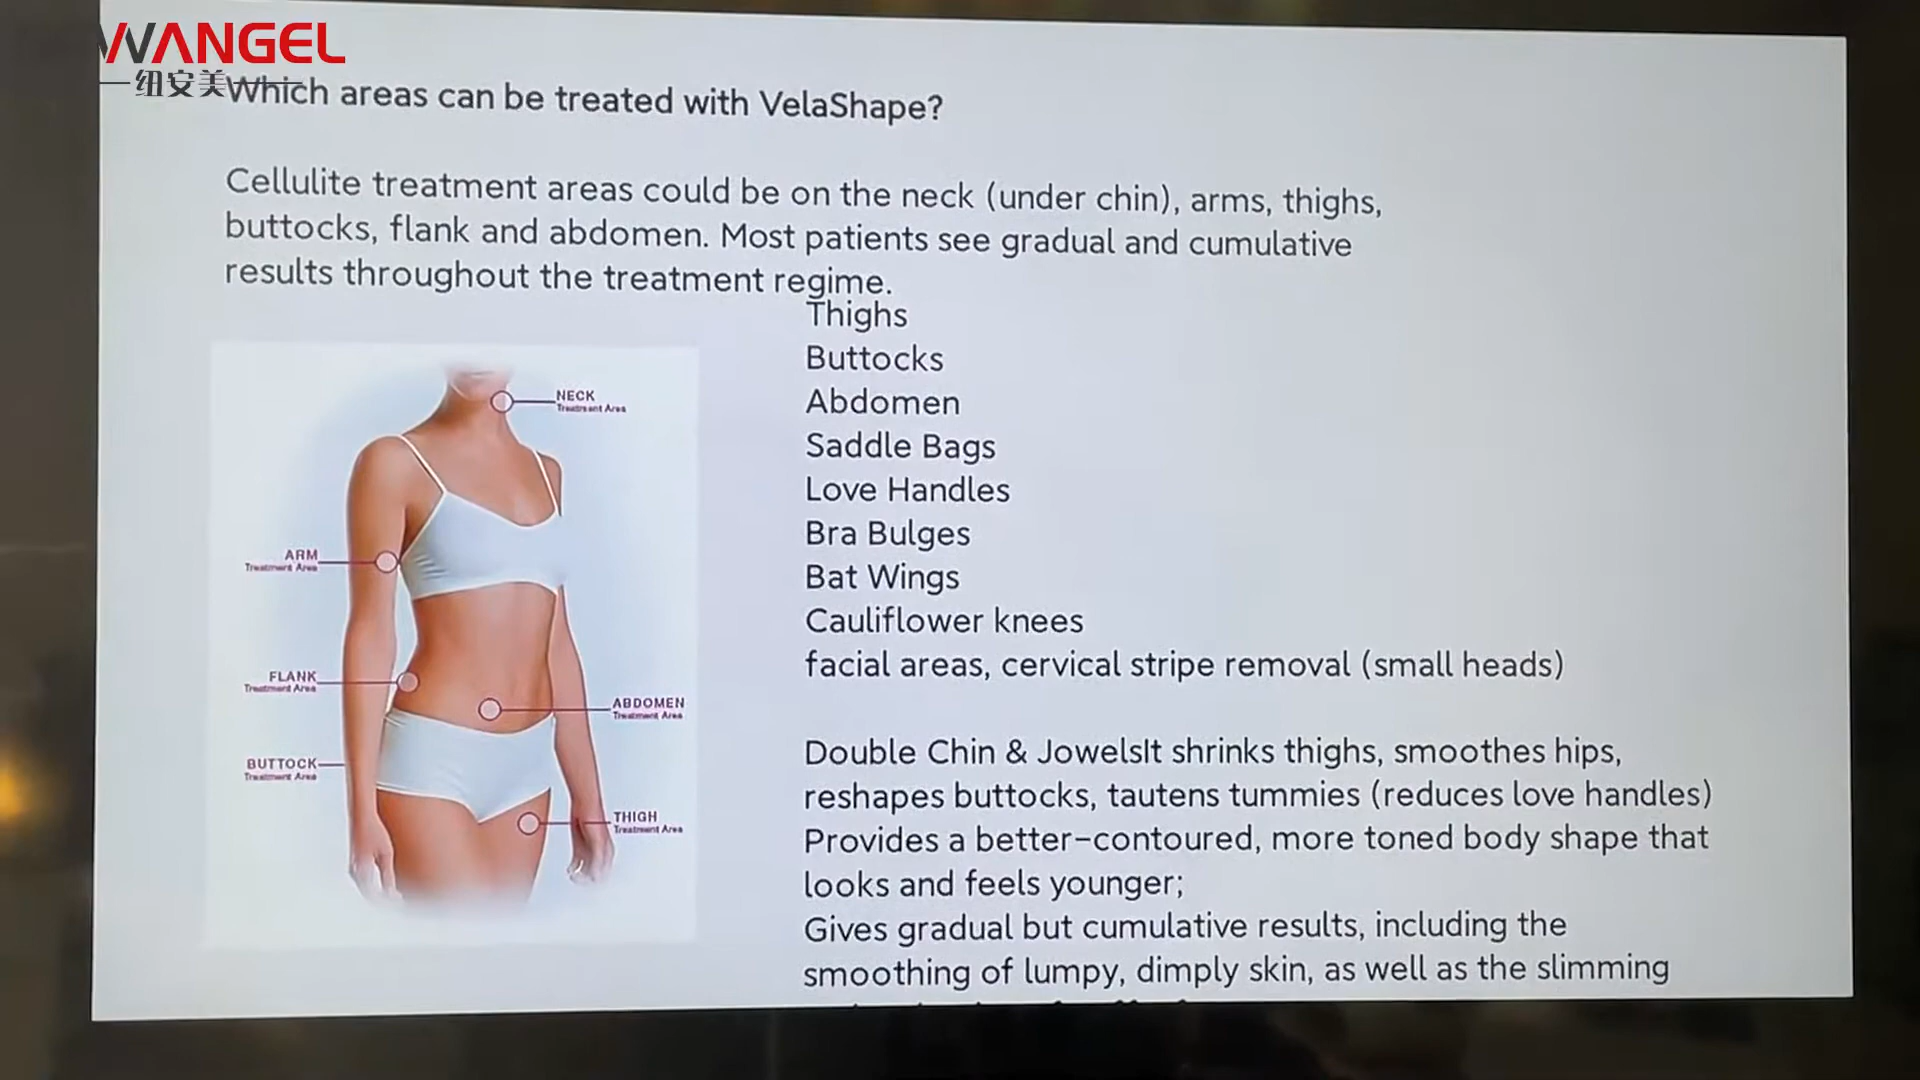 WANGEL
纽安美
Which areas can be treated with VelaShape?
Cellulite treatment areas could be on the neck (under chin), arms, thighs,
buttocks, flank and abdomen. Most patients see gradual and cumulative
results throughout the treatment regime.
NECK
Treatment Area
ARM
Treatment Area
FLANK
Treatment Area
ABDOMEN
Treatment Area
BUTTOCK
Treatment Area
THIGH
Treatment Area
Thighs
Buttocks
Abdomen
Saddle Bags
Love Handles
Bra Bulges
Bat Wings
Cauliflower knees
facial areas, cervical stripe removal (small heads)
Double Chin & JowelsIt shrinks thighs, smoothes hips,
reshapes buttocks, tautens tummies (reduces love handles)
Provides a better-contoured, more toned body shape that
looks and feels younger;
Gives gradual but cumulative results, including the
smoothing of lumpy, dimply skin, as well as the slimming